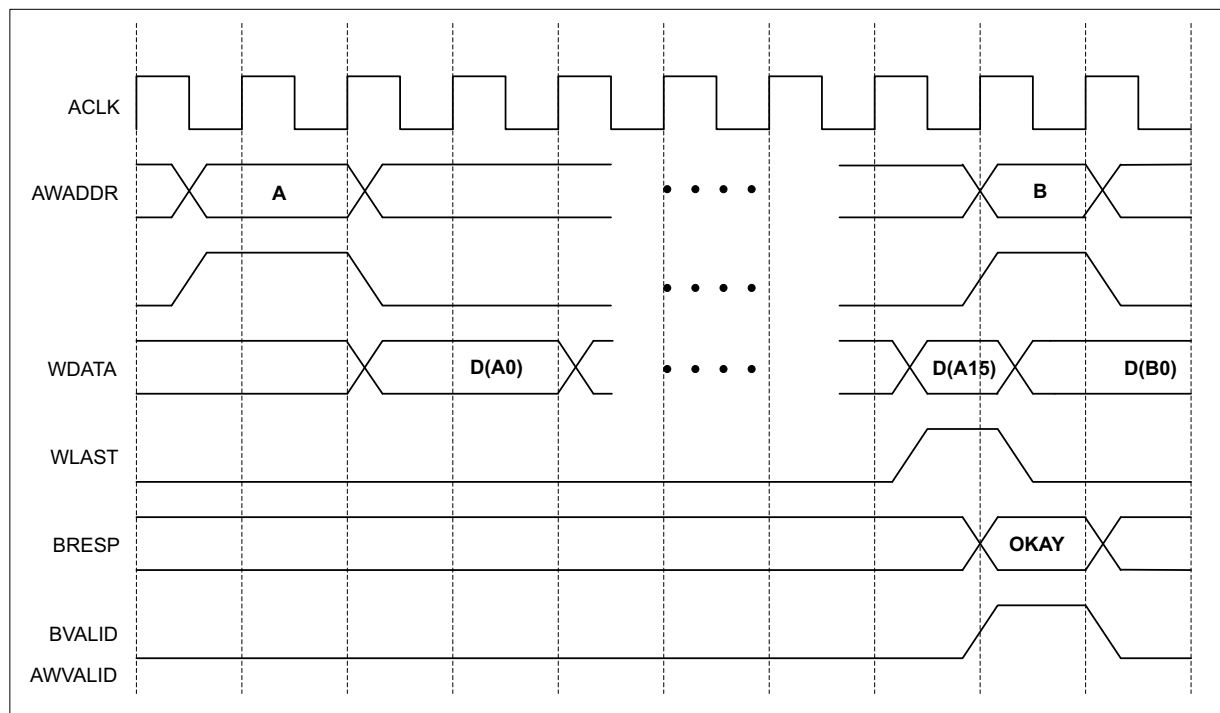 ACLK
AWADDR A B
WDATA D(A0) D(A15) D(B0)
WLAST
BRESP OKAY
BVALID
AWVALID